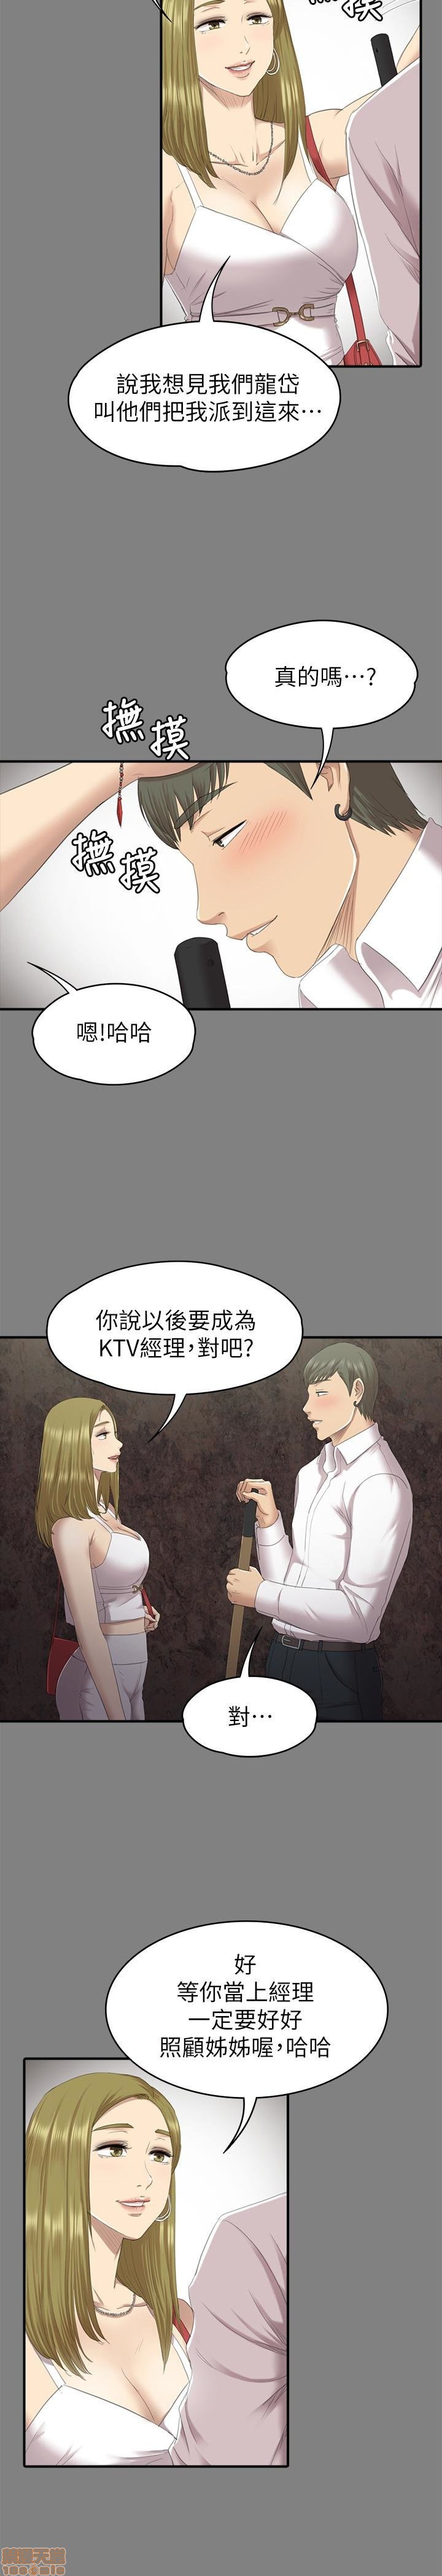 撫
摸
說我想見我們龍岱
叫他們把我派到這來⋯
真的嗎⋯?
撫
摸
撫
摸
嗯!哈哈
你說以後要成為
KTV經理，對吧?
對⋯
好
等你當上經理
一定要好好
照顧姊姊喔，哈哈